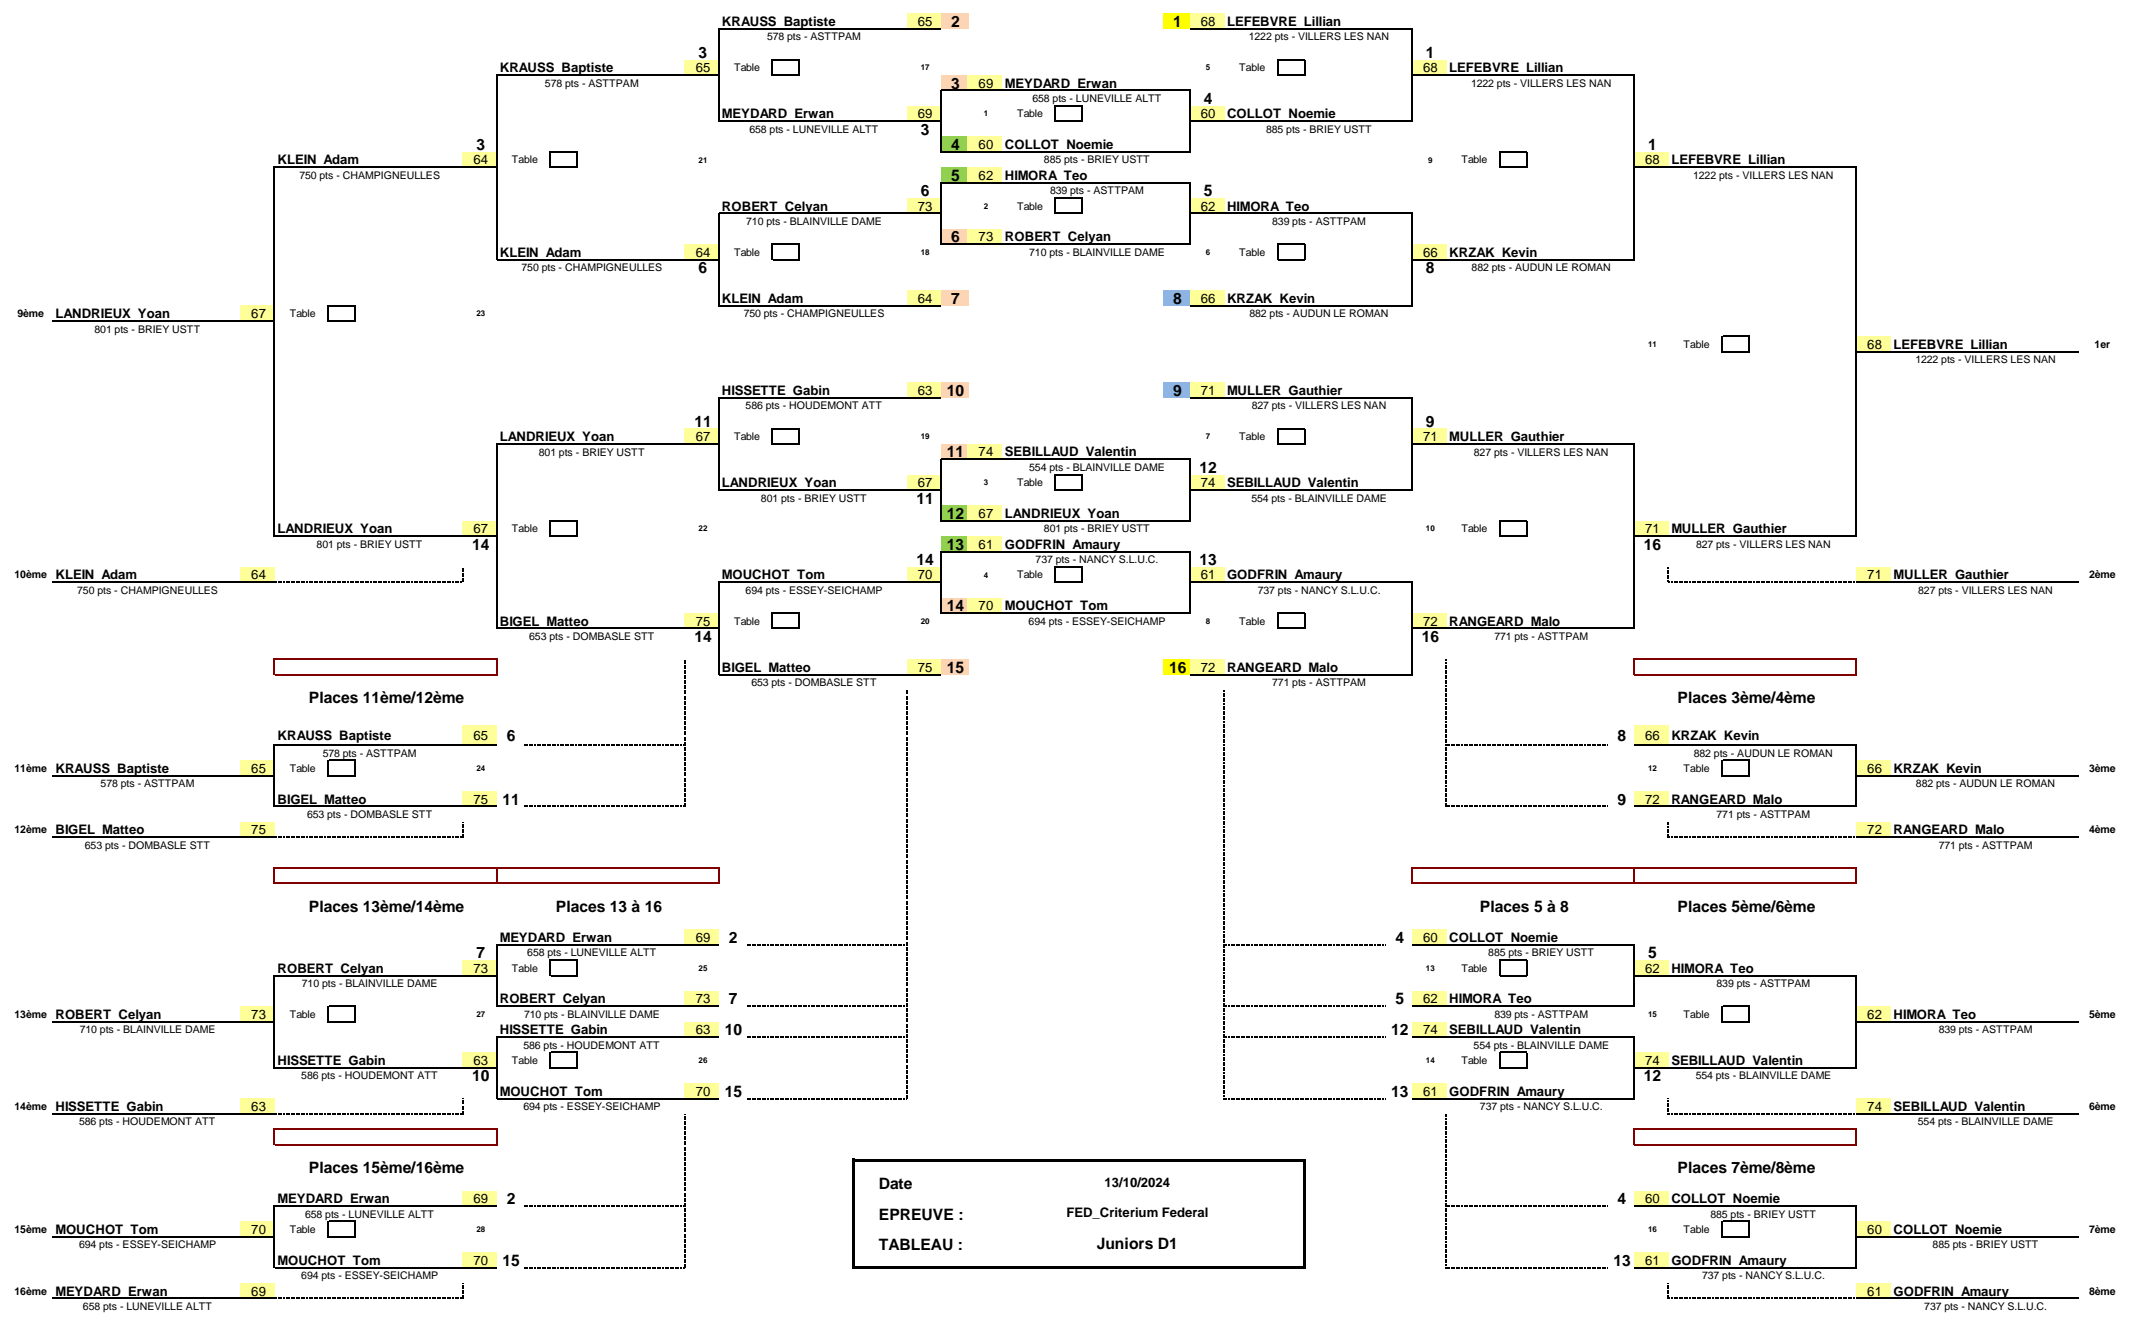 KRAUSS Baptiste 65 2 1 68 LEFEBVRE Lillian
578 pts - ASTTPAM 1222 pts - VILLERS LES NAN
3 1
KRAUSS Baptiste 65 Table 17 5 Table 68 LEFEBVRE Lillian
578 pts - ASTTPAM 3 69 MEYDARD Erwan 1222 pts - VILLERS LES NAN
658 pts - LUNEVILLE ALTT 4
MEYDARD Erwan 69 1 Table 60 COLLOT Noemie
658 pts - LUNEVILLE ALTT 3 885 pts - BRIEY USTT
3 4 60 COLLOT Noemie 1
KLEIN Adam 64 Table 21 885 pts - BRIEY USTT 9 Table 68 LEFEBVRE Lillian
750 pts - CHAMPIGNEULLES 5 62 HIMORA Teo 1222 pts - VILLERS LES NAN
6 839 pts - ASTTPAM 5
ROBERT Celyan 73 2 Table 62 HIMORA Teo
710 pts - BLAINVILLE DAME 839 pts - ASTTPAM
6 73 ROBERT Celyan
KLEIN Adam 64 Table 18 710 pts - BLAINVILLE DAME 6 Table 66 KRZAK Kevin
750 pts - CHAMPIGNEULLES 6 8 882 pts - AUDUN LE ROMAN
KLEIN Adam 64 7 8 66 KRZAK Kevin
750 pts - CHAMPIGNEULLES 882 pts - AUDUN LE ROMAN
9ème LANDRIEUX Yoan 67 Table 23
801 pts - BRIEY USTT
11 Table 68 LEFEBVRE Lillian 1er
1222 pts - VILLERS LES NAN
HISSETTE Gabin 63 10 9 71 MULLER Gauthier
586 pts - HOUDEMONT ATT 827 pts - VILLERS LES NAN
11 9
LANDRIEUX Yoan 67 Table 19 7 Table 71 MULLER Gauthier
801 pts - BRIEY USTT 11 74 SEBILLAUD Valentin 827 pts - VILLERS LES NAN
554 pts - BLAINVILLE DAME 12
LANDRIEUX Yoan 67 3 Table 74 SEBILLAUD Valentin
801 pts - BRIEY USTT 11 554 pts - BLAINVILLE DAME
12 67 LANDRIEUX Yoan
LANDRIEUX Yoan 67 Table 22 801 pts - BRIEY USTT 10 Table 71 MULLER Gauthier
801 pts - BRIEY USTT 14 13 61 GODFRIN Amaury 16 827 pts - VILLERS LES NAN
14 737 pts - NANCY S.L.U.C. 13
10ème KLEIN Adam 64 MOUCHOT Tom 70 4 Table 61 GODFRIN Amaury 71 MULLER Gauthier 2ème
750 pts - CHAMPIGNEULLES 694 pts - ESSEY-SEICHAMP 737 pts - NANCY S.L.U.C. 827 pts - VILLERS LES NAN
14 70 MOUCHOT Tom
BIGEL Matteo 75 Table 20 694 pts - ESSEY-SEICHAMP 8 Table 72 RANGEARD Malo
653 pts - DOMBASLE STT 14 16 771 pts - ASTTPAM
BIGEL Matteo 75 15 16 72 RANGEARD Malo
653 pts - DOMBASLE STT 771 pts - ASTTPAM
Places 11ème/12ème Places 3ème/4ème
KRAUSS Baptiste 65 6 8 66 KRZAK Kevin
578 pts - ASTTPAM 882 pts - AUDUN LE ROMAN
11ème KRAUSS Baptiste 65 Table 24 12 Table 66 KRZAK Kevin 3ème
578 pts - ASTTPAM 882 pts - AUDUN LE ROMAN
BIGEL Matteo 75 11 9 72 RANGEARD Malo
653 pts - DOMBASLE STT 771 pts - ASTTPAM
12ème BIGEL Matteo 75 72 RANGEARD Malo 4ème
653 pts - DOMBASLE STT 771 pts - ASTTPAM
Places 13ème/14ème Places 13 à 16 Places 5 à 8 Places 5ème/6ème
MEYDARD Erwan 69 2 4 60 COLLOT Noemie
7 658 pts - LUNEVILLE ALTT 885 pts - BRIEY USTT 5
ROBERT Celyan 73 Table 25 13 Table 62 HIMORA Teo
710 pts - BLAINVILLE DAME 839 pts - ASTTPAM
ROBERT Celyan 73 7 5 62 HIMORA Teo
13ème ROBERT Celyan 73 Table 27 710 pts - BLAINVILLE DAME 839 pts - ASTTPAM 15 Table 62 HIMORA Teo 5ème
710 pts - BLAINVILLE DAME HISSETTE Gabin 63 10 12 74 SEBILLAUD Valentin 839 pts - ASTTPAM
586 pts - HOUDEMONT ATT 554 pts - BLAINVILLE DAME
HISSETTE Gabin 63 Table 26 14 Table 74 SEBILLAUD Valentin
586 pts - HOUDEMONT ATT 10 12 554 pts - BLAINVILLE DAME
MOUCHOT Tom 70 15 13 61 GODFRIN Amaury
14ème HISSETTE Gabin 63 694 pts - ESSEY-SEICHAMP 737 pts - NANCY S.L.U.C. 74 SEBILLAUD Valentin 6ème
586 pts - HOUDEMONT ATT 554 pts - BLAINVILLE DAME
Places 15ème/16ème Places 7ème/8ème
Date 13/10/2024
MEYDARD Erwan 69 2 4 60 COLLOT Noemie
658 pts - LUNEVILLE ALTT EPREUVE : FED_Criterium Federal 885 pts - BRIEY USTT
15ème MOUCHOT Tom 70 Table 28 16 Table 60 COLLOT Noemie 7ème
694 pts - ESSEY-SEICHAMP TABLEAU : Juniors D1 885 pts - BRIEY USTT
MOUCHOT Tom 70 15 13 61 GODFRIN Amaury
694 pts - ESSEY-SEICHAMP 737 pts - NANCY S.L.U.C.
16ème MEYDARD Erwan 69 61 GODFRIN Amaury 8ème
658 pts - LUNEVILLE ALTT 737 pts - NANCY S.L.U.C.